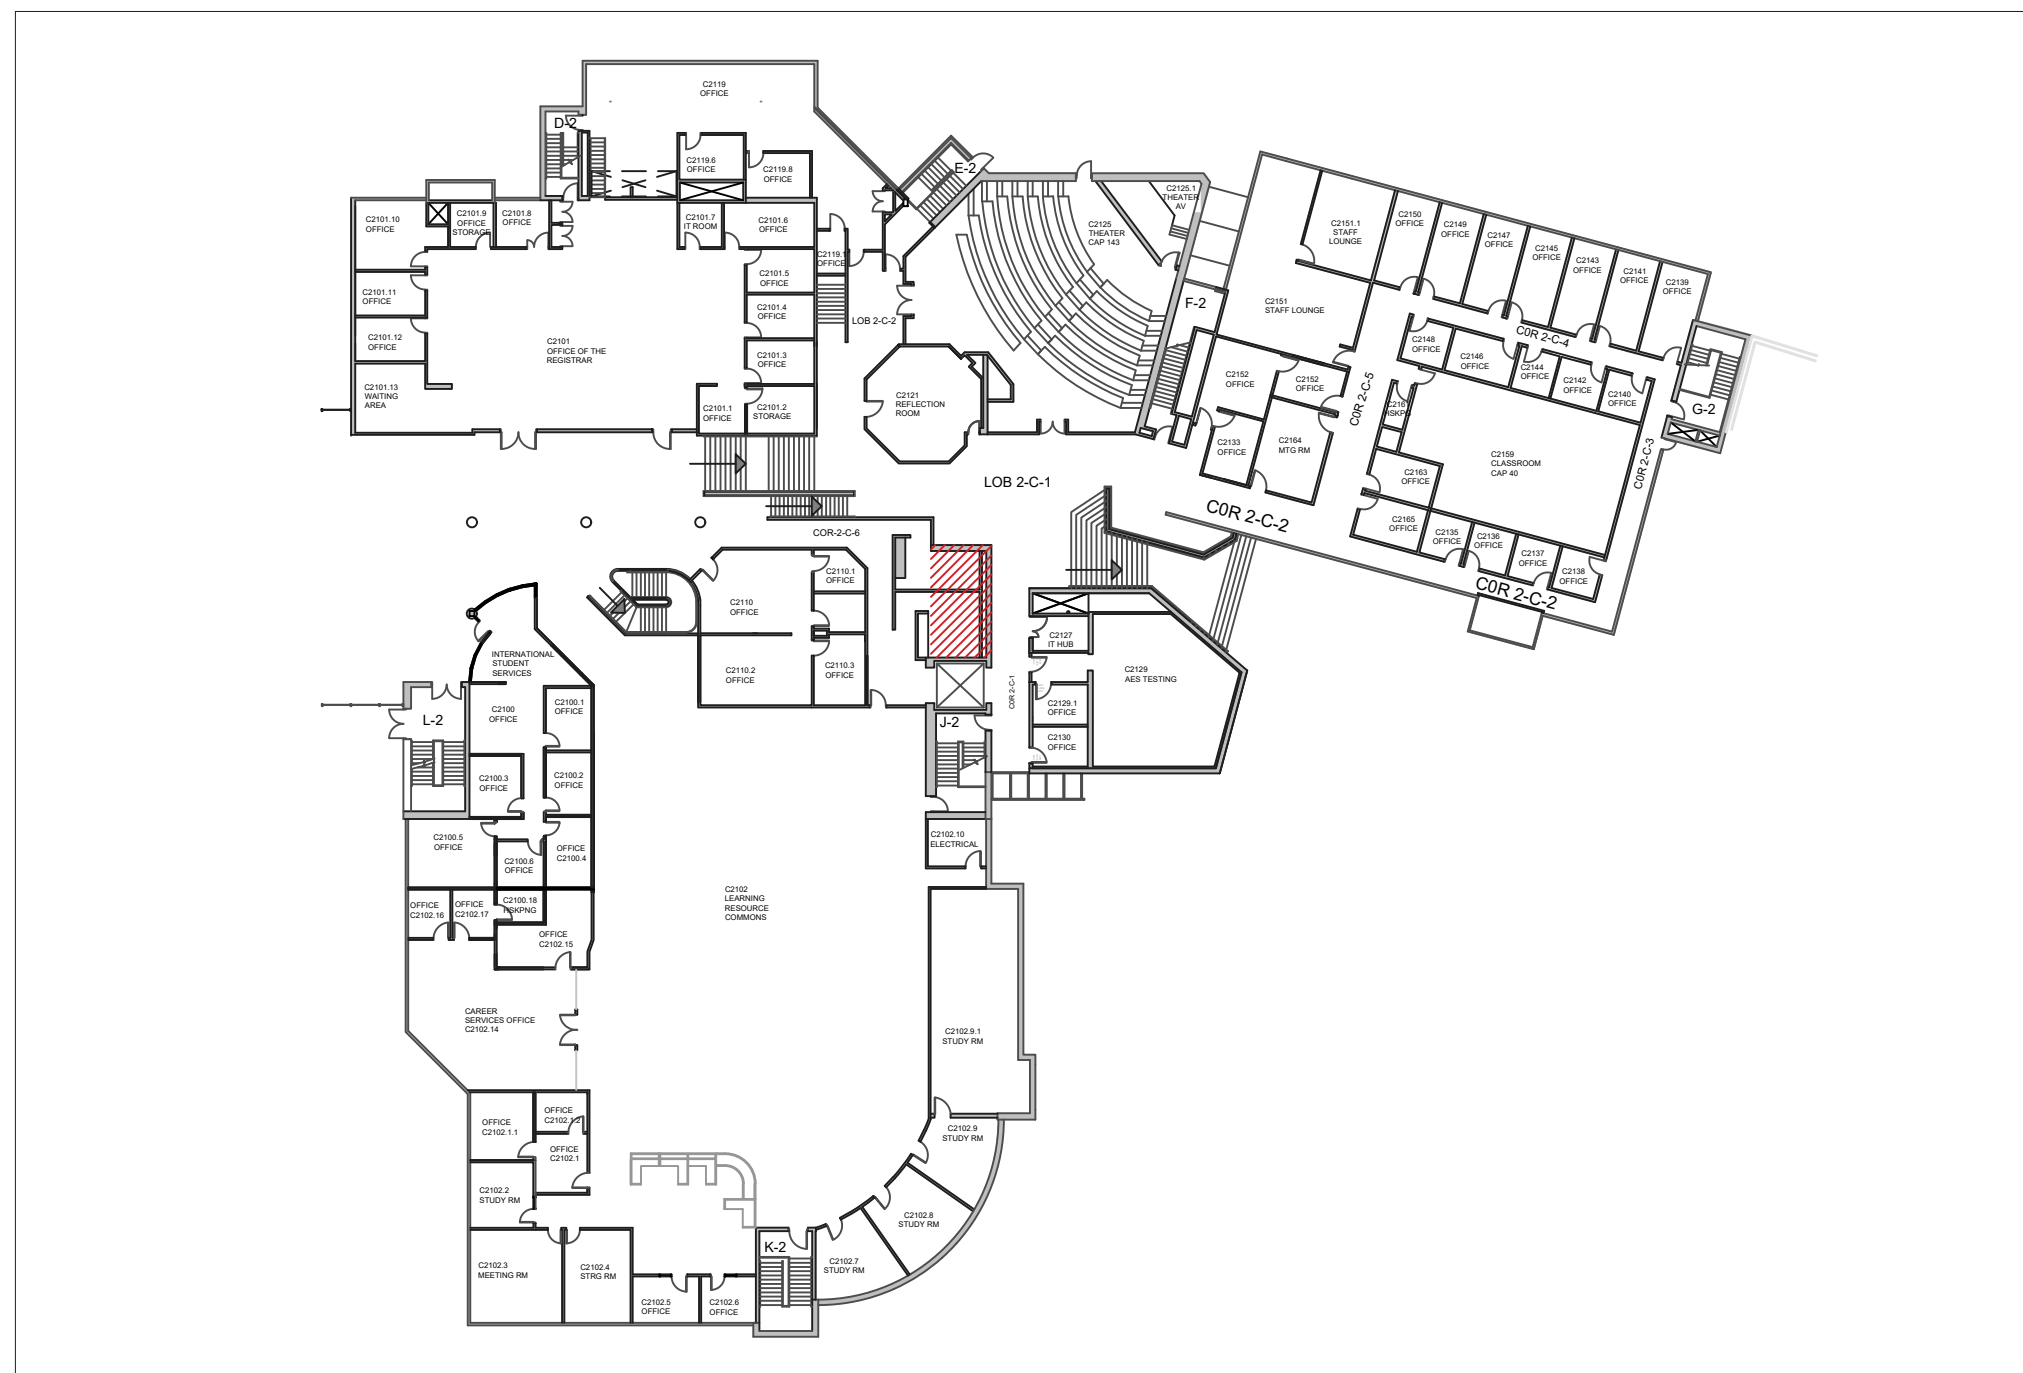 C2119
OFFICE
D-2
C2119.6
OFFICE
C2119.8
OFFICE
E-2
C2125.1
THEATER
AV
C2125
THEATER
CAP 143
C2101.10
OFFICE
C2101.9
OFFICE
STORAGE
C2101.8
OFFICE
C2101.7
IT ROOM
C2101.6
OFFICE
C2119.1
OFFICE
C2101.5
OFFICE
C2101.11
OFFICE
C2101.4
OFFICE
C2101.12
OFFICE
C2101
OFFICE OF THE
REGISTRAR
C2101.3
OFFICE
C2101.13
WAITING
AREA
C2101.1
OFFICE
C2101.2
STORAGE
LOB 2-C-2
C2121
REFLECTION
ROOM
F-2
C2151.1
STAFF
LOUNGE
C2150
OFFICE
C2149
OFFICE
C2147
OFFICE
C2145
OFFICE
C2143
OFFICE
C2141
OFFICE
C2139
OFFICE
C2151
STAFF LOUNGE
C0R 2-C-4
C2148
OFFICE
C2146
OFFICE
C2144
OFFICE
C2142
OFFICE
C2140
OFFICE
G-2
C2152
OFFICE
C2152
OFFICE
C0R 2-C-5
C216
HSKPG
C2133
OFFICE
C2164
MTG RM
C2159
CLASSROOM
CAP 40
C0R 2-C-3
C2163
OFFICE
C2165
OFFICE
C2135
OFFICE
C2136
OFFICE
C2137
OFFICE
C2138
OFFICE
LOB 2-C-1
C0R 2-C-2
C0R 2-C-2
COR-2-C-6
C2110.1
OFFICE
C2110
OFFICE
C2110.2
OFFICE
C2110.3
OFFICE
C2127
IT HUB
C2129
AES TESTING
C0R 2-C-1
C2129.1
OFFICE
C2130
OFFICE
J-2
INTERNATIONAL
STUDENT
SERVICES
C2100
OFFICE
C2100.1
OFFICE
L-2
C2100.3
OFFICE
C2100.2
OFFICE
C2100.5
OFFICE
C2100.6
OFFICE
OFFICE
C2100.4
C2102.10
ELECTRICAL
OFFICE
C2102.16
OFFICE
C2102.17
C2100.18
HSKPNG
OFFICE
C2102.15
C2102
LEARNING
RESOURCE
COMMONS
CAREER
SERVICES OFFICE
C2102.14
C2102.9.1
STUDY RM
OFFICE
C2102.1.1
OFFICE
C2102.1.2
OFFICE
C2102.1
C2102.9
STUDY RM
C2102.2
STUDY RM
C2102.8
STUDY RM
C2102.3
MEETING RM
C2102.4
STRG RM
K-2
C2102.7
STUDY RM
C2102.5
OFFICE
C2102.6
OFFICE